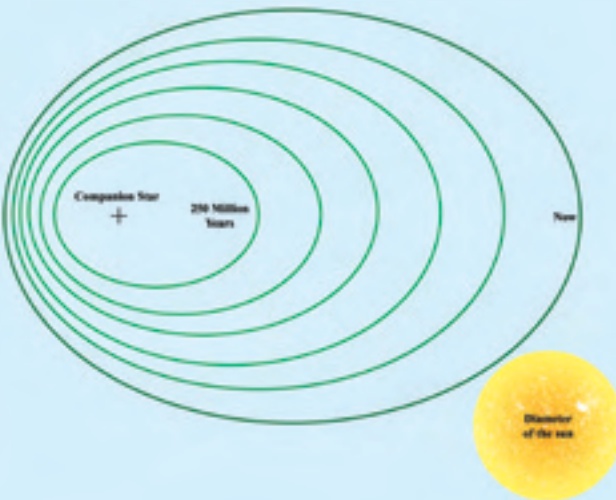 Companion Star
250 Million
Years
Now
Diameter
of the sun